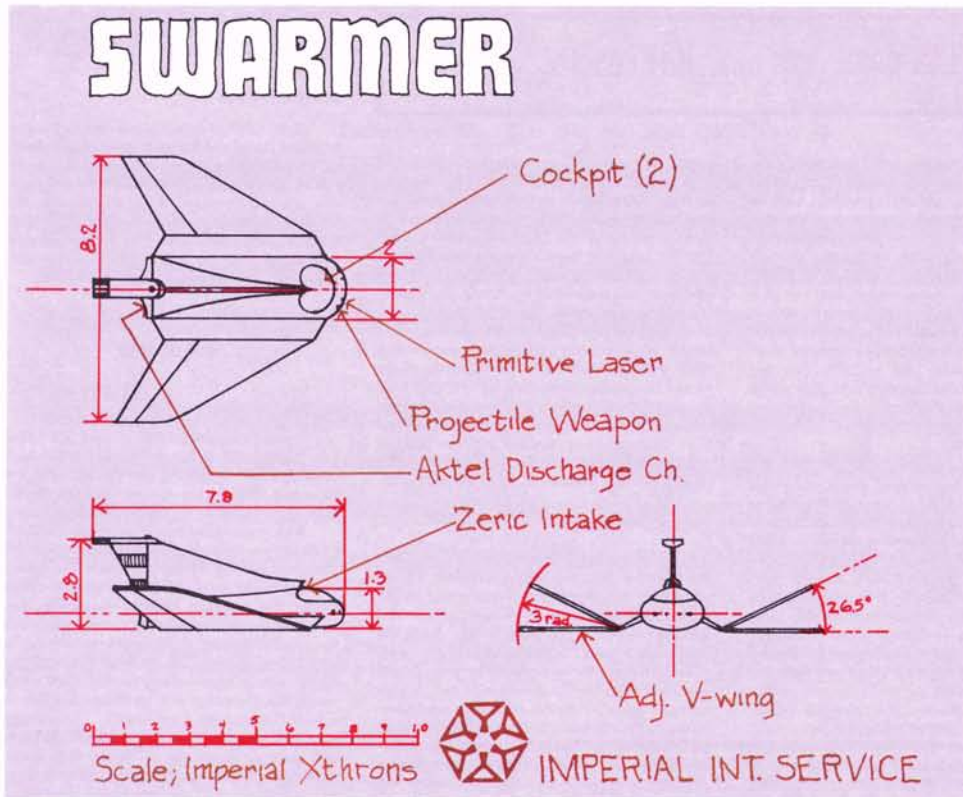 SWARMER
Cockpit (2)
8.2
2
Primitive Laser
Projectile Weapon
Aktel Discharge Ch.
7.8
Zeric Intake
2.8
1.3
3 rad.
26.5°
Adj. V-wing
0 1 2 3 4 5 6 7 8 9 10
Scale; Imperial Xthrons
IMPERIAL INT. SERVICE